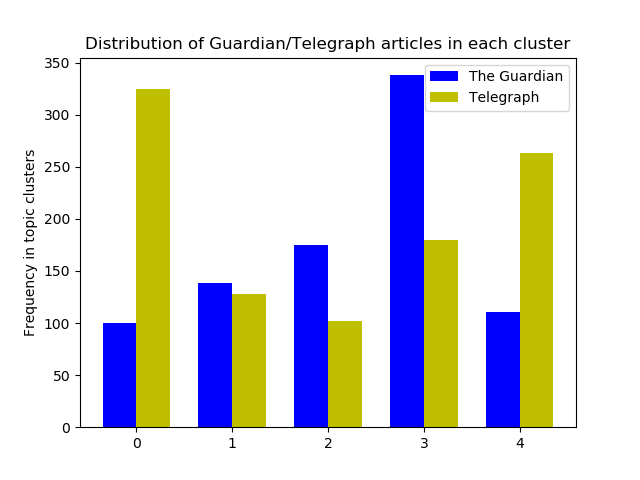 Distribution of Guardian/Telegraph articles in each cluster
The Guardian
Telegraph
Frequency in topic clusters
350
300
250
200
150
100
50
0
0 1 2 3 4